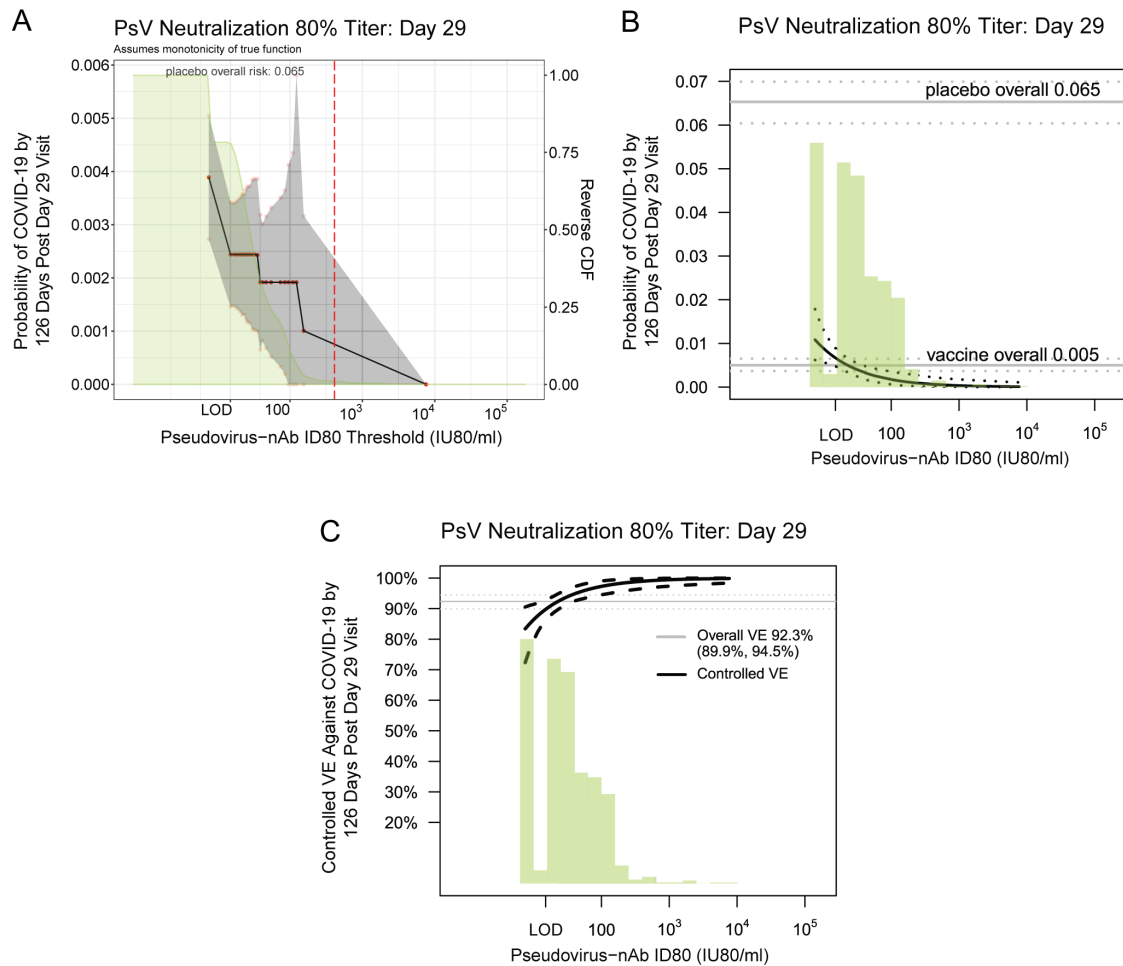 A
PsV Neutralization 80% Titer: Day 29
Assumes monotonicity of true function
placebo overall risk: 0.065
0.006
0.005
0.004
0.003
0.002
0.001
0.000
1.00
0.75
0.50
0.25
0.00
Probability of COVID-19 by
126 Days Post Day 29 Visit
Reverse CDF
LOD 100 10³ 10⁴ 10⁵
Pseudovirus−nAb ID80 Threshold (IU80/ml)
B
PsV Neutralization 80% Titer: Day 29
0.07
0.06
0.05
0.04
0.03
0.02
0.01
0.00
Probability of COVID-19 by
126 Days Post Day 29 Visit
placebo overall 0.065
vaccine overall 0.005
LOD 100 10³ 10⁴ 10⁵
Pseudovirus−nAb ID80 (IU80/ml)
C
PsV Neutralization 80% Titer: Day 29
100%
90%
80%
70%
60%
50%
40%
30%
20%
Controlled VE Against COVID-19 by
126 Days Post Day 29 Visit
Overall VE 92.3%
(89.9%, 94.5%)
Controlled VE
LOD 100 10³ 10⁴ 10⁵
Pseudovirus−nAb ID80 (IU80/ml)